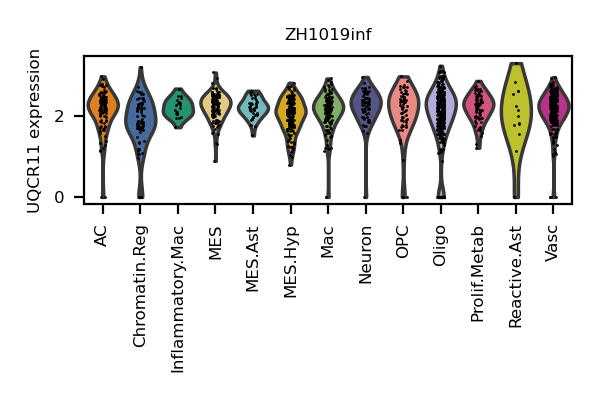 ZH1019inf
UQCR11 expression
2
0
AC
Chromatin.Reg
Inflammatory.Mac
MES
MES.Ast
MES.Hyp
Mac
Neuron
OPC
Oligo
Prolif.Metab
Reactive.Ast
Vasc